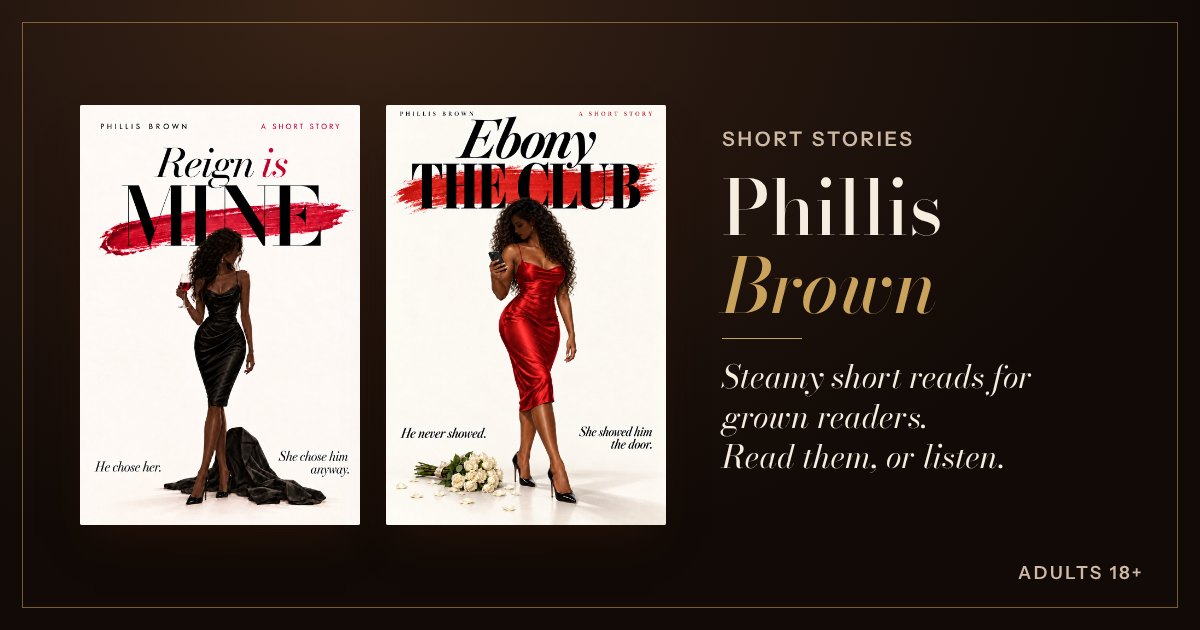 PHILLIS BROWN
A SHORT STORY
Reign is
MINE
He chose her.
She chose him
anyway.
PHILLIS BROWN
A SHORT STORY
Ebony
THE CLUB
He never showed.
She showed him
the door.
SHORT STORIES
Phillis
Brown
Steamy short reads for
grown readers.
Read them, or listen.
ADULTS 18+